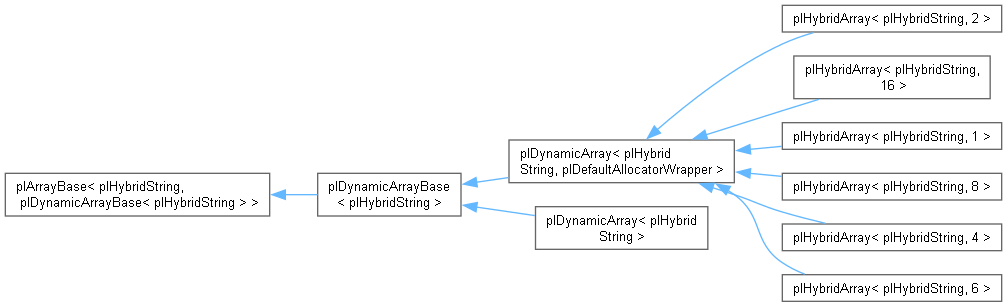 plArrayBase< plHybridString,
plDynamicArrayBase< plHybridString > >
plDynamicArrayBase
< plHybridString >
plDynamicArray< plHybrid
String, plDefaultAllocatorWrapper >
plDynamicArray< plHybrid
String >
plHybridArray< plHybridString, 2 >
plHybridArray< plHybridString,
16 >
plHybridArray< plHybridString, 1 >
plHybridArray< plHybridString, 8 >
plHybridArray< plHybridString, 4 >
plHybridArray< plHybridString, 6 >